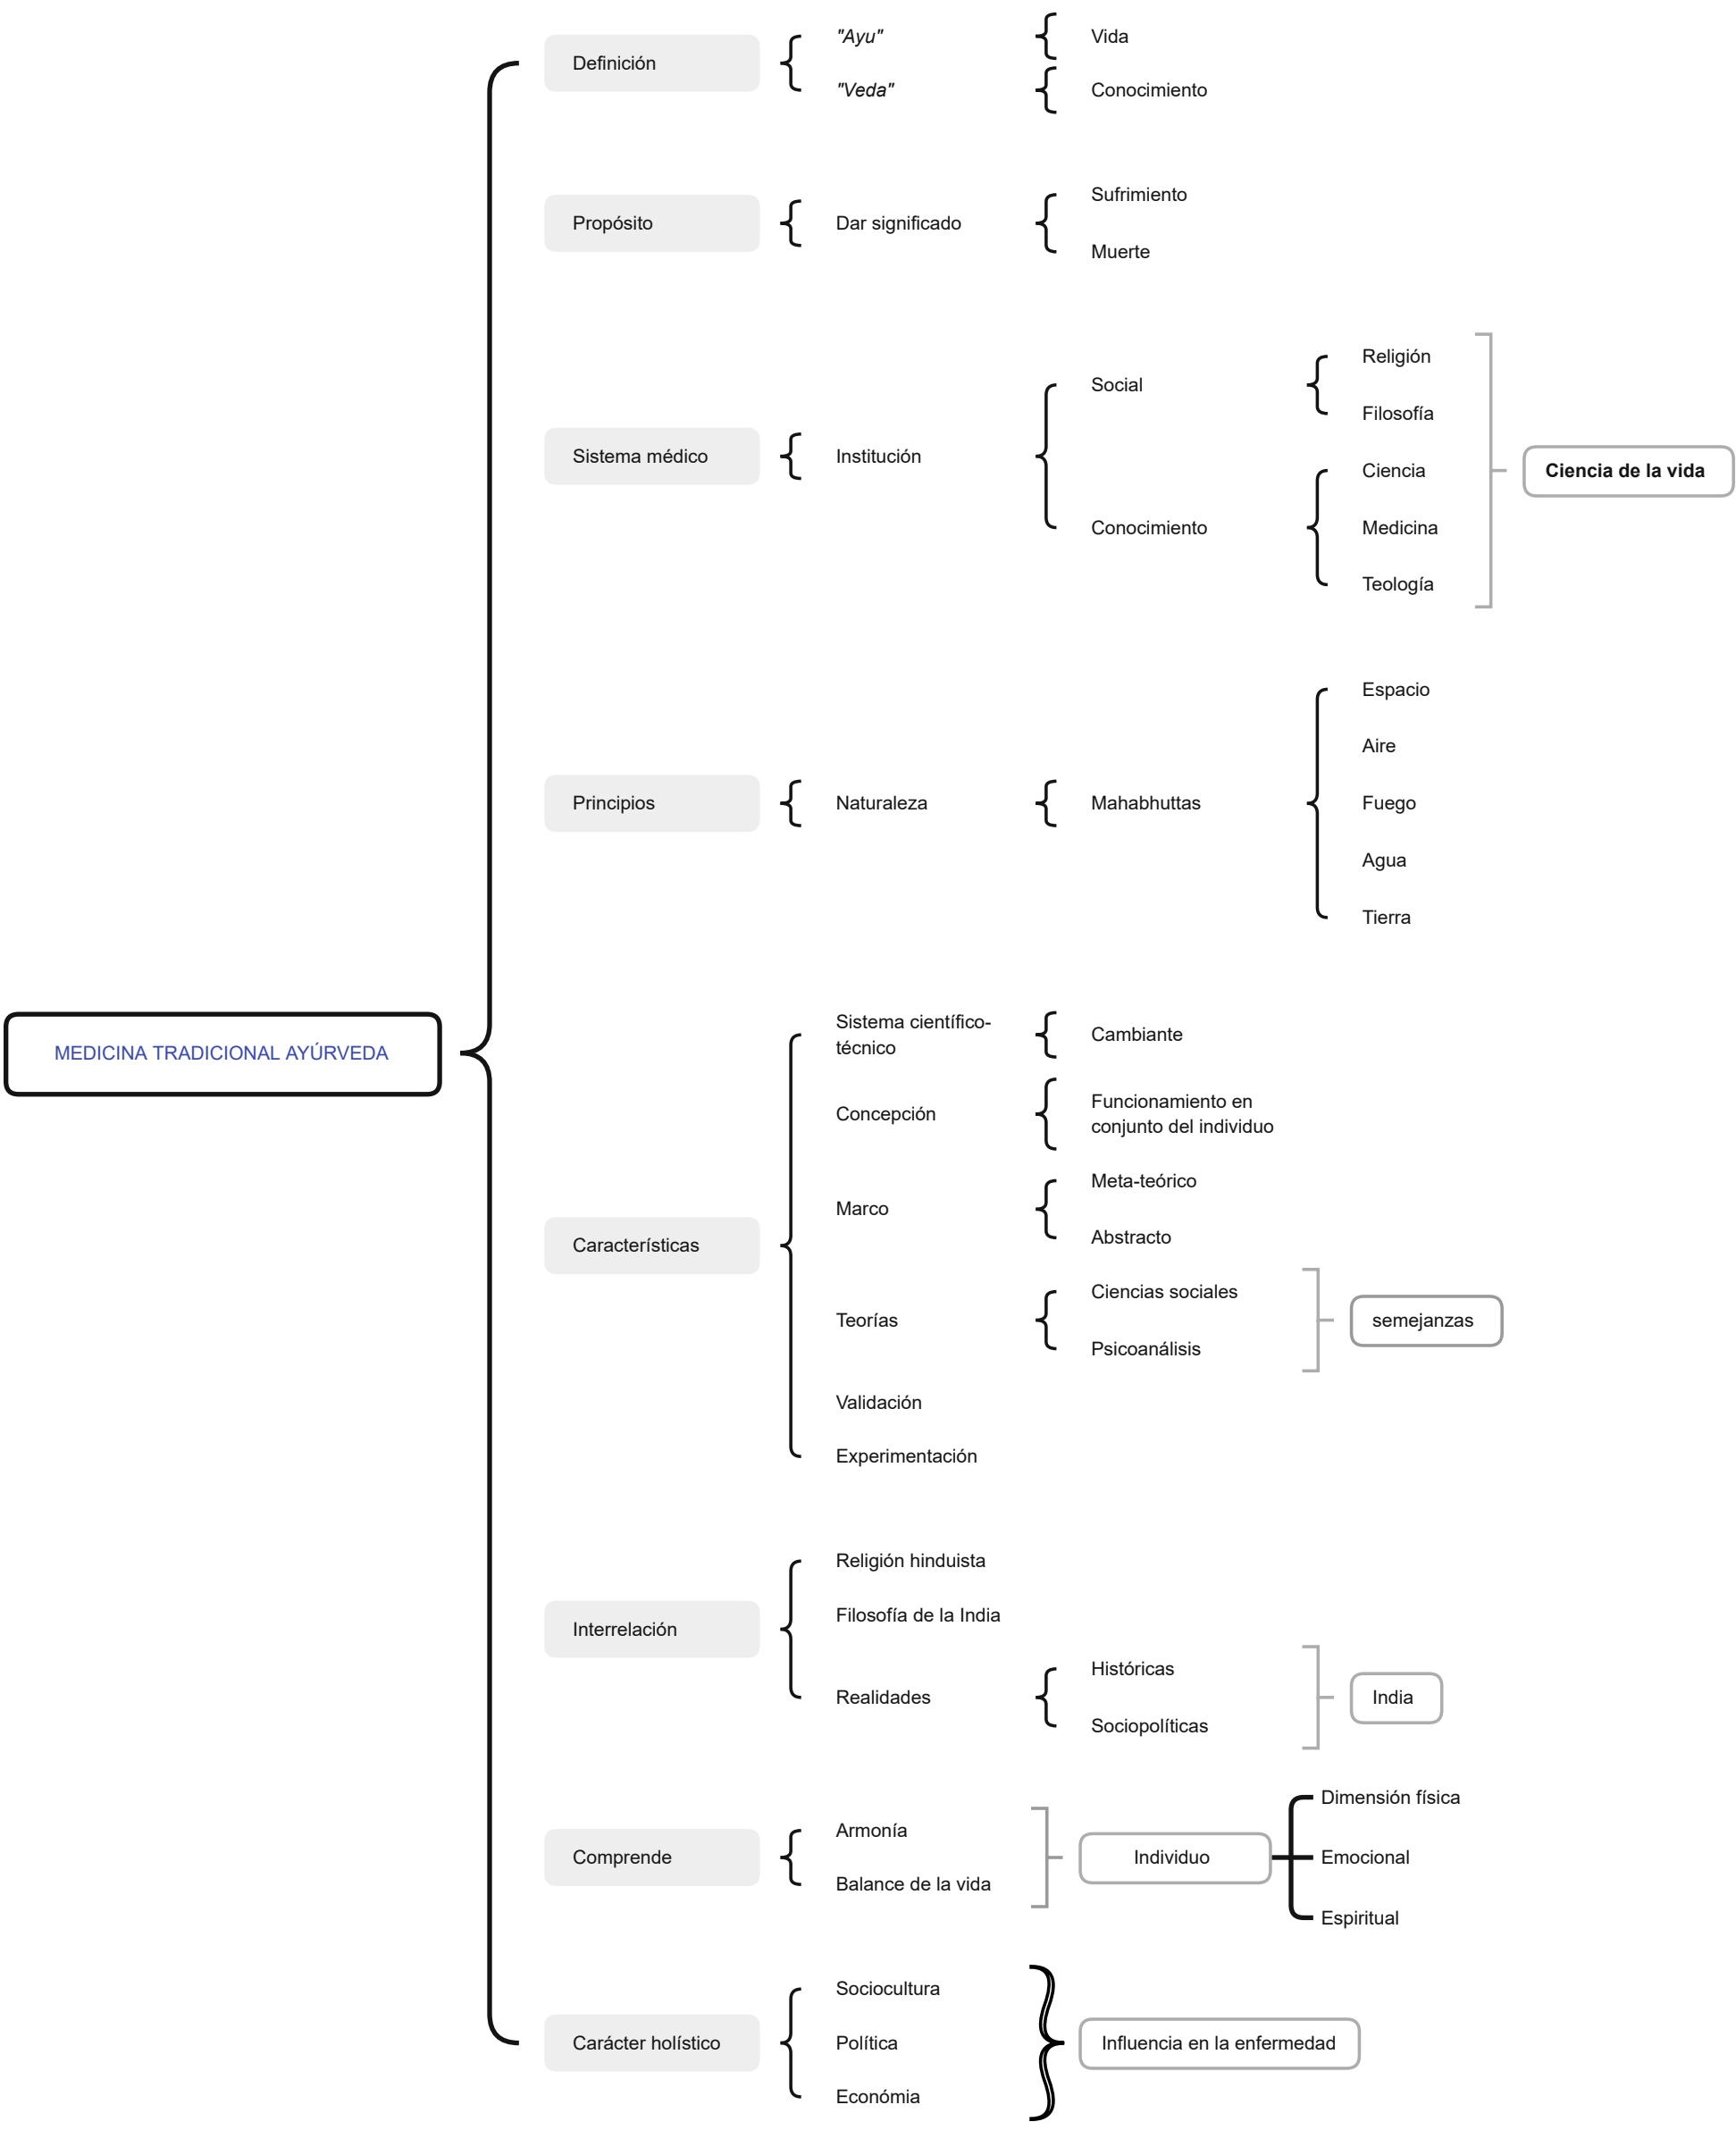 MEDICINA TRADICIONAL AYÚRVEDA
Definición
"Ayu"
Vida
"Veda"
Conocimiento
Propósito
Dar significado
Sufrimiento
Muerte
Sistema médico
Institución
Social
Religión
Filosofía
Conocimiento
Ciencia
Medicina
Teología
Ciencia de la vida
Principios
Naturaleza
Mahabhuttas
Espacio
Aire
Fuego
Agua
Tierra
Características
Sistema científico-
técnico
Cambiante
Concepción
Funcionamiento en
conjunto del individuo
Marco
Meta-teórico
Abstracto
Teorías
Ciencias sociales
Psicoanálisis
semejanzas
Validación
Experimentación
Interrelación
Religión hinduista
Filosofía de la India
Realidades
Históricas
Sociopolíticas
India
Comprende
Armonía
Balance de la vida
Individuo
Dimensión física
Emocional
Espiritual
Carácter holístico
Sociocultura
Política
Económia
Influencia en la enfermedad